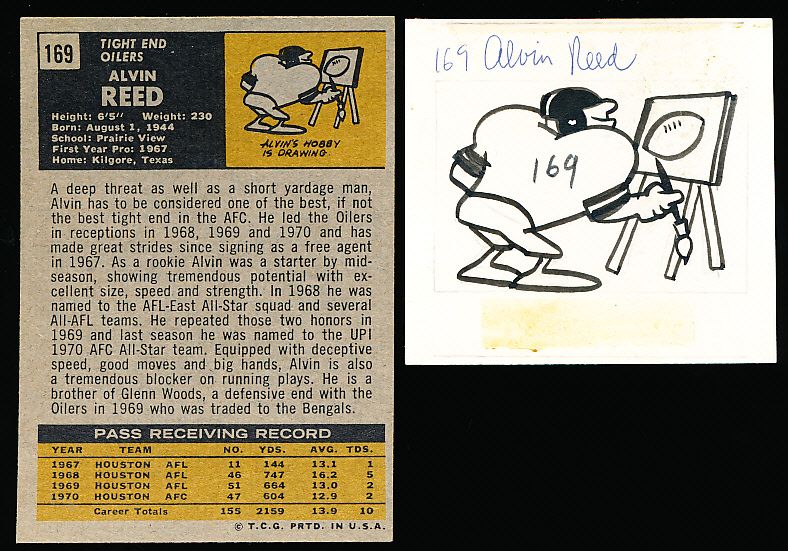 169
TIGHT END
OILERS
ALVIN
REED
Height: 6'5" Weight: 230
Born: August 1, 1944
School: Prairie View
First Year Pro: 1967
Home: Kilgore, Texas
ALVIN'S HOBBY
IS DRAWING.
A deep threat as well as a short yardage man,
Alvin has to be considered one of the best, if not
the best tight end in the AFC. He led the Oilers
in receptions in 1968, 1969 and 1970 and has
made great strides since signing as a free agent
in 1967. As a rookie Alvin was a starter by mid-
season, showing tremendous potential with ex-
cellent size, speed and strength. In 1968 he was
named to the AFL-East All-Star squad and several
All-AFL teams. He repeated those two honors in
1969 and last season he was named to the UPI
1970 AFC All-Star team. Equipped with deceptive
speed, good moves and big hands, Alvin is also
a tremendous blocker on running plays. He is a
brother of Glenn Woods, a defensive end with the
Oilers in 1969 who was traded to the Bengals.
PASS RECEIVING RECORD
YEAR TEAM NO. YDS. AVG. TDS.
1967 HOUSTON AFL 11 144 13.1 1
1968 HOUSTON AFL 46 747 16.2 5
1969 HOUSTON AFL 51 664 13.0 2
1970 HOUSTON AFC 47 604 12.9 2
Career Totals 155 2159 13.9 10
© T.C.G. PRTD. IN U.S.A.
169 Alvin Reed
169